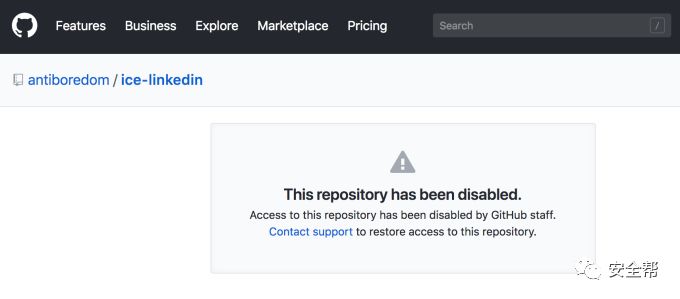 Features Business Explore Marketplace Pricing Search /
antiboredom / ice-linkedin
This repository has been disabled.
Access to this repository has been disabled by GitHub staff.
Contact support to restore access to this repository.
安全帮